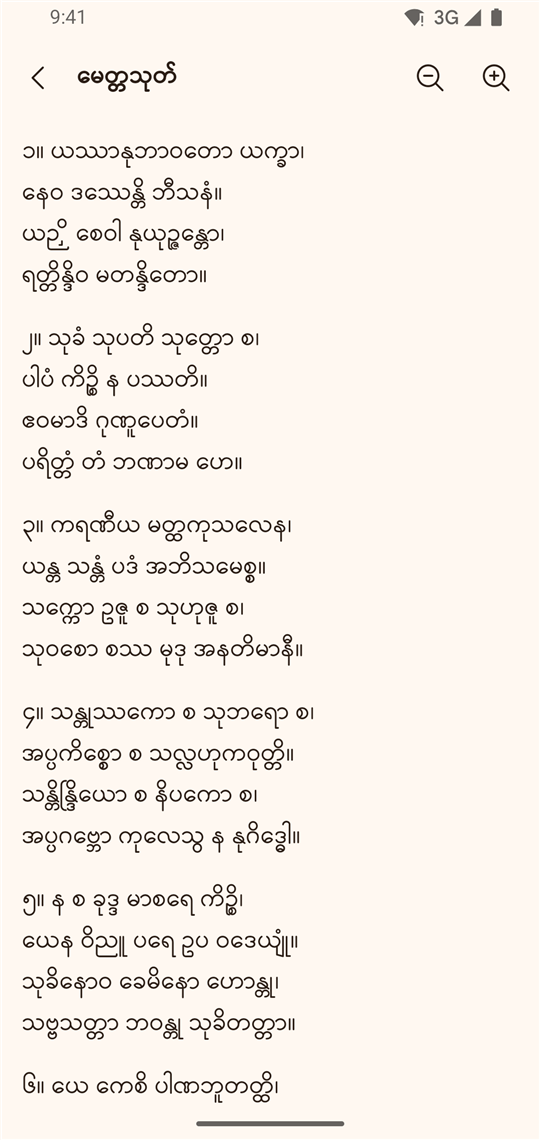 9:41
3G
မေတ္တသုတ်
၁။ ယဿာနုဘာဝတော ယက္ခာ၊
နေဝ ဒဿေန္တိ ဘီသနံ။
ယဉှိ စေဝါ နုယုဉ္ဇန္တော၊
ရတ္တိန္ဒိဝ မတန္ဒိတော။
၂။ သုခံ သုပတိ သုတ္တော စ၊
ပါပံ ကိဉ္စိ န ပဿတိ။
ဧဝမာဒိ ဂုဏူပေတံ။
ပရိတ္တံ တံ ဘဏာမ ဟေ။
၃။ ကရဏီယ မတ္ထကုသလေန၊
ယန္တ သန္တံ ပဒံ အဘိသမေစ္စ။
သက္ကော ဥဇူ စ သုဟုဇူ စ၊
သုဝစော စဿ မုဒု အနတိမာနီ။
၄။ သန္တုဿကော စ သုဘရော စ၊
အပ္ပကိစ္စော စ သလ္လဟုကဝုတ္တိ။
သန္တိန္ဒြိယော စ နိပကော စ၊
အပ္ပဂဗ္ဘော ကုလေသွ န နုဂိဒ္ဓေါ။
၅။ န စ ခုဒ္ဒ မာစရေ ကိဉ္စိ၊
ယေန ဝိညူ ပရေ ဥပ ဝဒေယျုံ။
သုခိနောဝ ခေမိနော ဟောန္တု၊
သဗ္ဗသတ္တာ ဘဝန္တု သုခိတတ္တာ။
၆။ ယေ ကေစိ ပါဏဘူတတ္ထိ၊